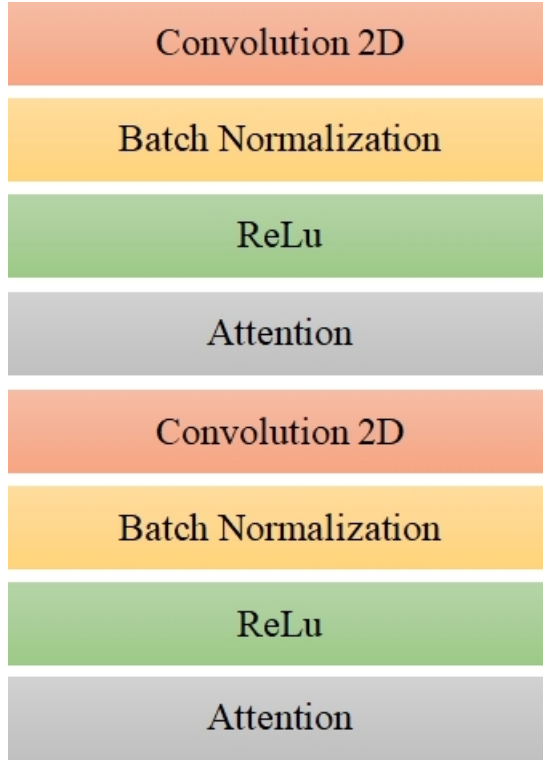 Convolution 2D
Batch Normalization
ReLu
Attention
Convolution 2D
Batch Normalization
ReLu
Attention